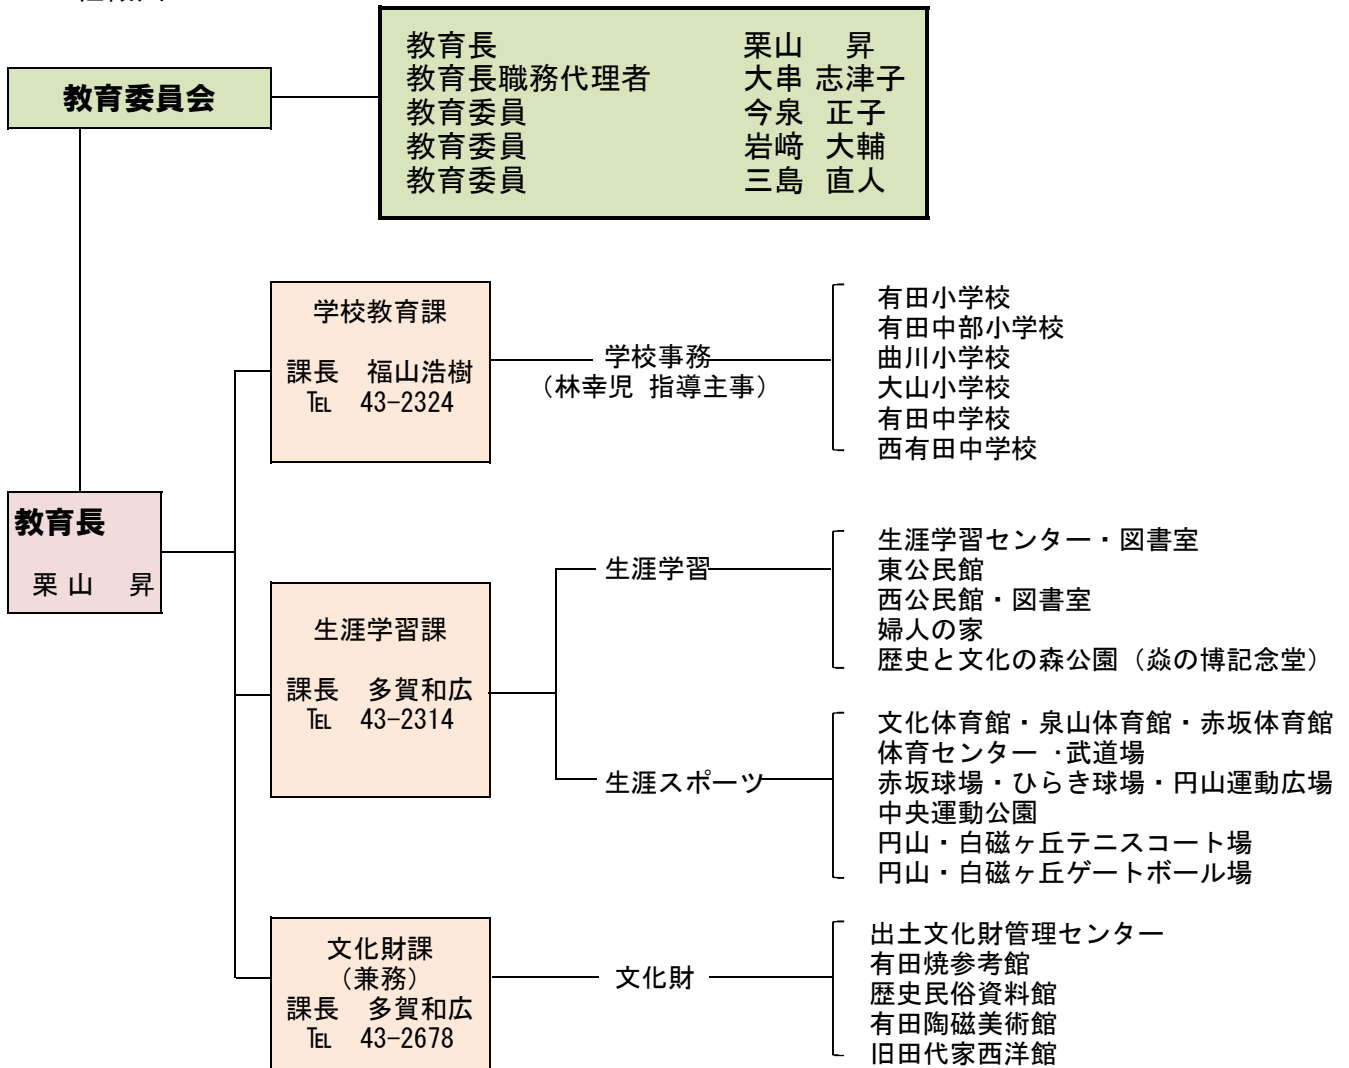 教育委員会
教育長 栗山 昇
教育長職務代理者 大串 志津子
教育委員 今泉 正子
教育委員 岩﨑 大輔
教育委員 三島 直人
教育長
栗山 昇
学校教育課
課長 福山浩樹
℡ 43-2324
学校事務
(林幸児 指導主事)
有田小学校
有田中部小学校
曲川小学校
大山小学校
有田中学校
西有田中学校
生涯学習課
課長 多賀和広
℡ 43-2314
生涯学習
生涯学習センター・図書室
東公民館
西公民館・図書室
婦人の家
歴史と文化の森公園(焱の博記念堂)
生涯スポーツ
文化体育館・泉山体育館・赤坂体育館
体育センター ・武道場
赤坂球場・ひらき球場・円山運動広場
中央運動公園
円山・白磁ヶ丘テニスコート場
円山・白磁ヶ丘ゲートボール場
文化財課
(兼務)
課長 多賀和広
℡ 43-2678
文化財
出土文化財管理センター
有田焼参考館
歴史民俗資料館
有田陶磁美術館
旧田代家西洋館